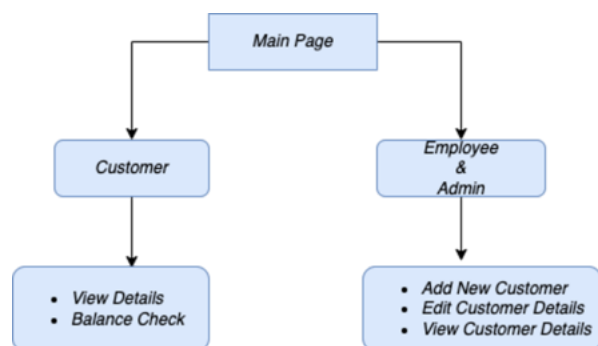 Main Page
Customer
Employee
&
Admin
• View Details
• Balance Check
• Add New Customer
• Edit Customer Details
• View Customer Details